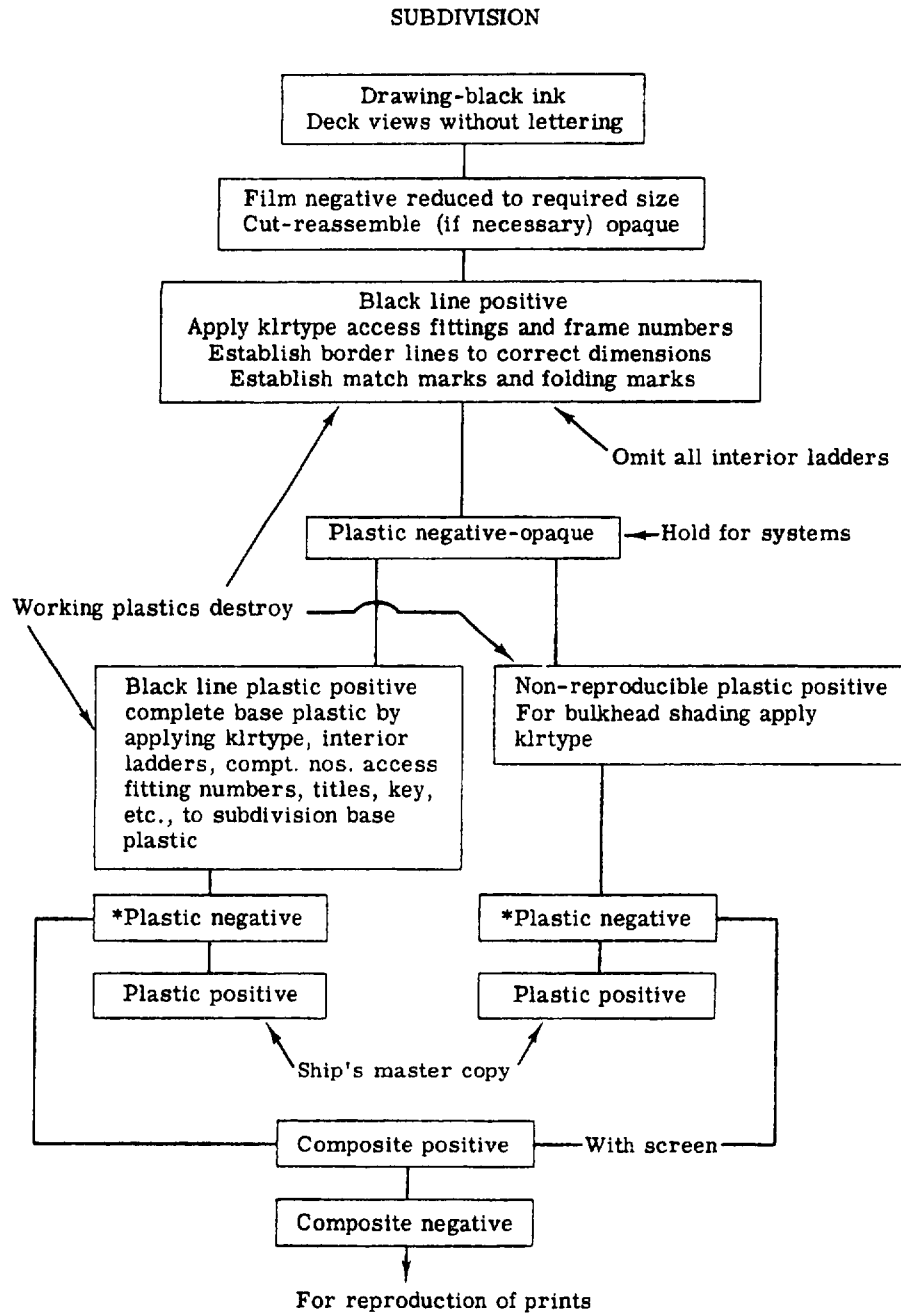 SUBDIVISION
Drawing-black ink
Deck views without lettering
Film negative reduced to required size
Cut-reassemble (if necessary) opaque
Black line positive
Apply klrtype access fittings and frame numbers
Establish border lines to correct dimensions
Establish match marks and folding marks
Omit all interior ladders
Plastic negative-opaque
Hold for systems
Working plastics destroy
Black line plastic positive
complete base plastic by
applying klrtype, interior
ladders, compt. nos. access
fitting numbers, titles, key,
etc., to subdivision base
plastic
Non-reproducible plastic positive
For bulkhead shading apply
klrtype
*Plastic negative
*Plastic negative
Plastic positive
Plastic positive
Ship's master copy
Composite positive
With screen
Composite negative
For reproduction of prints